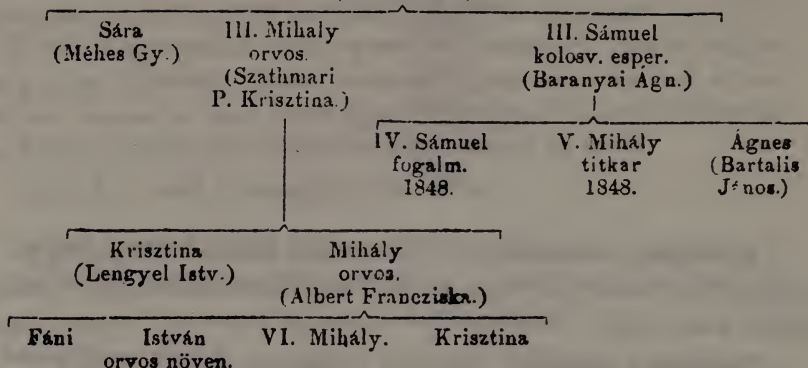 Sára III. Mihaly III. Sámuel
(Méhes Gy.) orvos. kolosv. esper.
(Szathmari (Baranyai Ágn.)
P. Krisztina.)
IV. Sámuel V. Mihály Ágnes
fogalm. titkar (Bartalis
1848. 1848. János.)
Krisztina Mihály
(Lengyel Istv.) orvos.
(Albert Francziska.)
Fáni István VI. Mihály. Krisztina
orvos növen.